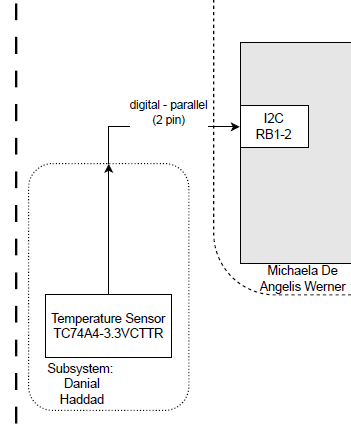 digital - parallel
(2 pin)
I2C
RB1-2
Michaela De
Angelis Werner
Temperature Sensor
TC74A4-3.3VCTTR
Subsystem:
Danial
Haddad